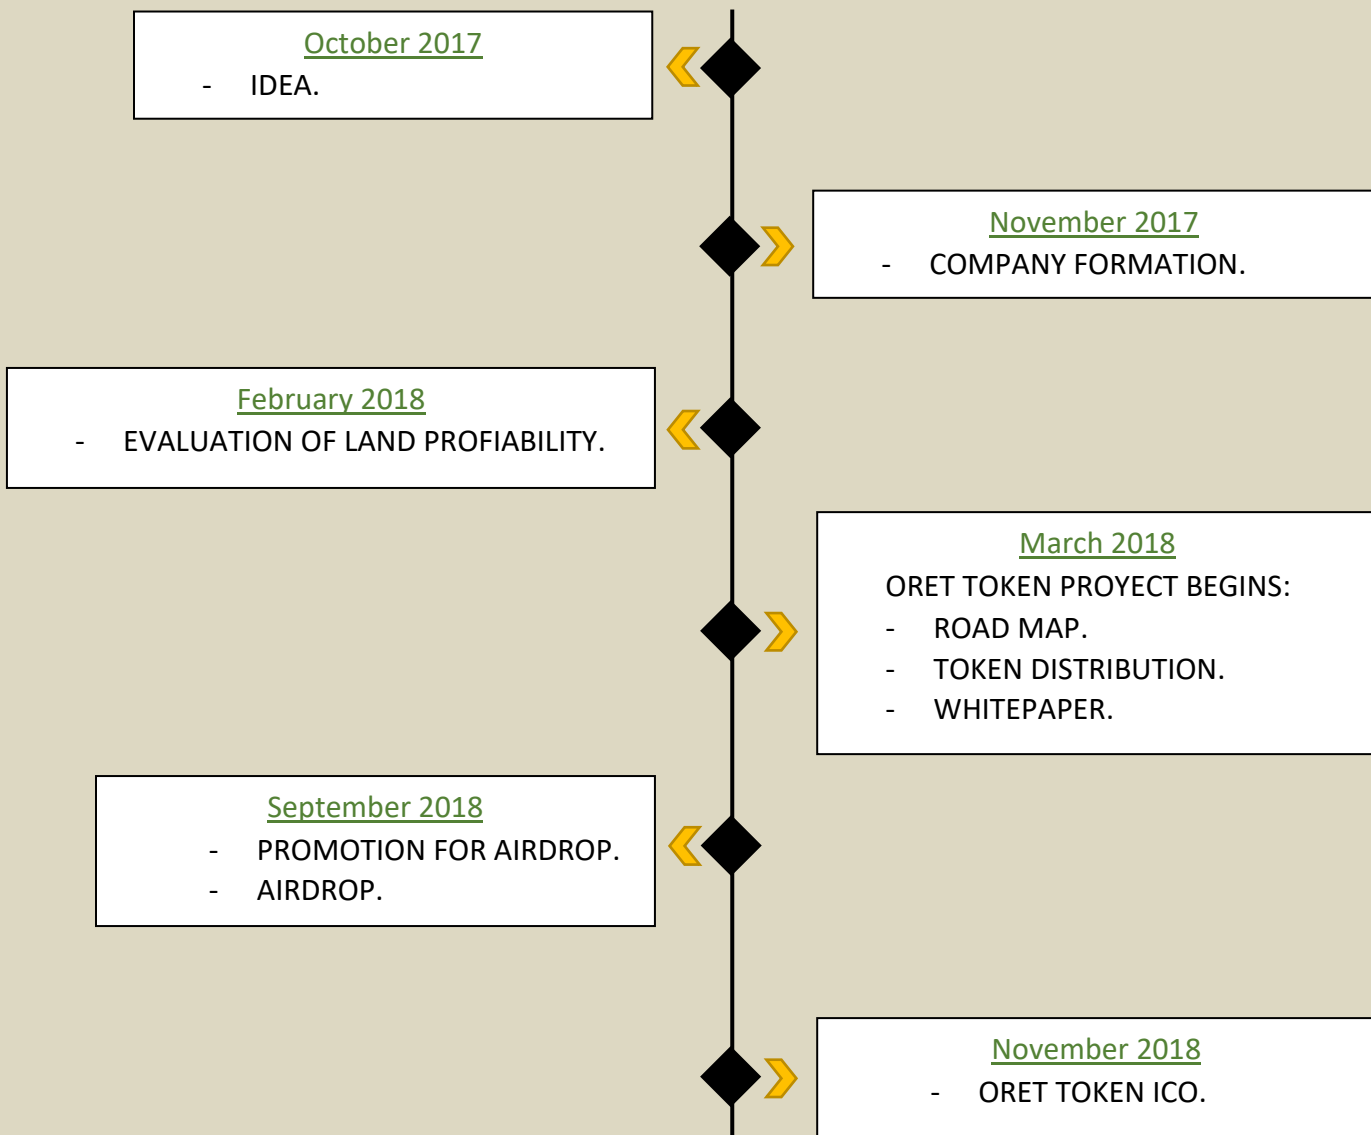 October 2017
- IDEA.
November 2017
- COMPANY FORMATION.
February 2018
- EVALUATION OF LAND PROFIABILITY.
March 2018
ORET TOKEN PROYECT BEGINS:
- ROAD MAP.
- TOKEN DISTRIBUTION.
- WHITEPAPER.
September 2018
- PROMOTION FOR AIRDROP.
- AIRDROP.
November 2018
- ORET TOKEN ICO.